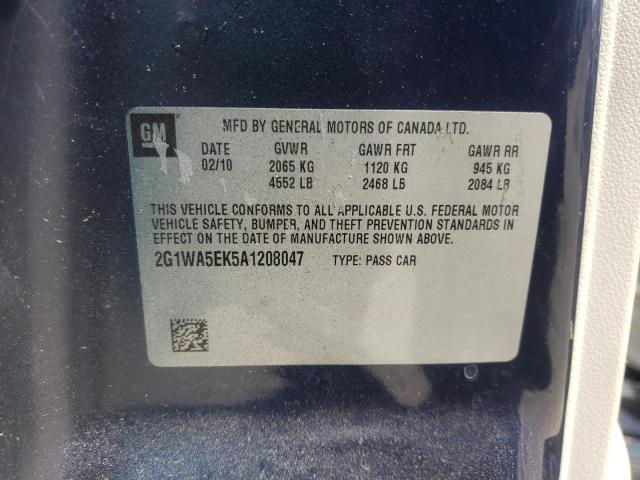 GM
MFD BY GENERAL MOTORS OF CANADA LTD.
DATE GVWR GAWR FRT GAWR RR
02/10 2065 KG 1120 KG 945 KG
4552 LB 2468 LB 2084 LB
THIS VEHICLE CONFORMS TO ALL APPLICABLE U.S. FEDERAL MOTOR
VEHICLE SAFETY, BUMPER, AND THEFT PREVENTION STANDARDS IN
EFFECT ON THE DATE OF MANUFACTURE SHOWN ABOVE.
2G1WA5EK5A1208047 TYPE: PASS CAR